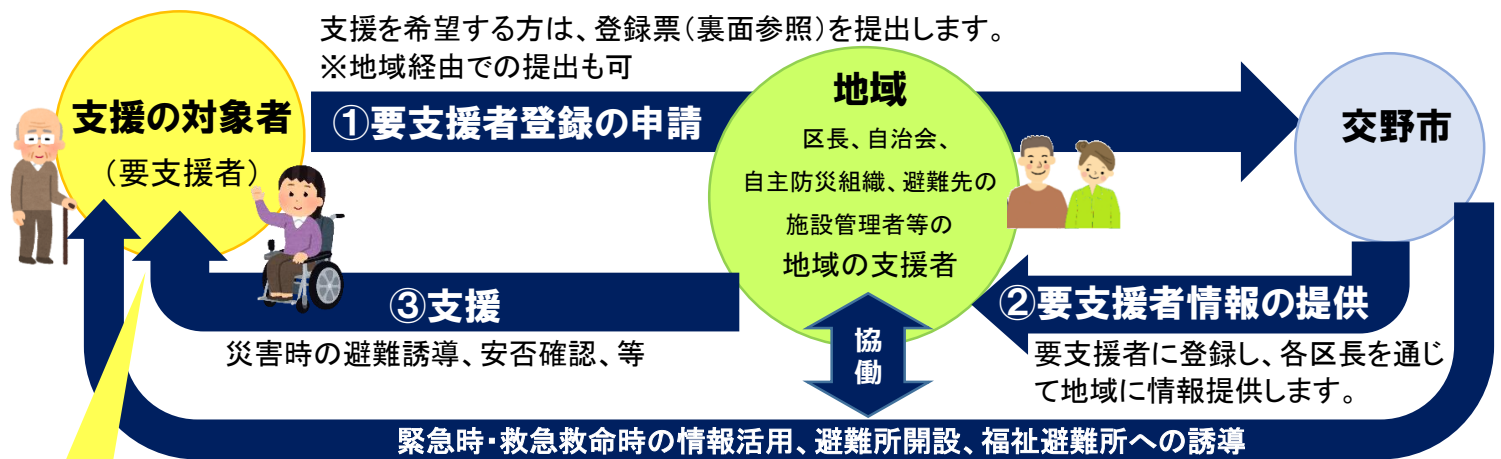 支援を希望する方は、登録票（裏面参照）を提出します。
※地域経由での提出も可
支援の対象者
（要支援者）
①要支援者登録の申請
地域
区長、自治会、
自主防災組織、避難先の
施設管理者等の
地域の支援者
交野市
②要支援者情報の提供
要支援者に登録し、各区長を通じ
て地域に情報提供します。
③支援
災害時の避難誘導、安否確認、等
協
働
緊急時・救急救命時の情報活用、避難所開設、福祉避難所への誘導